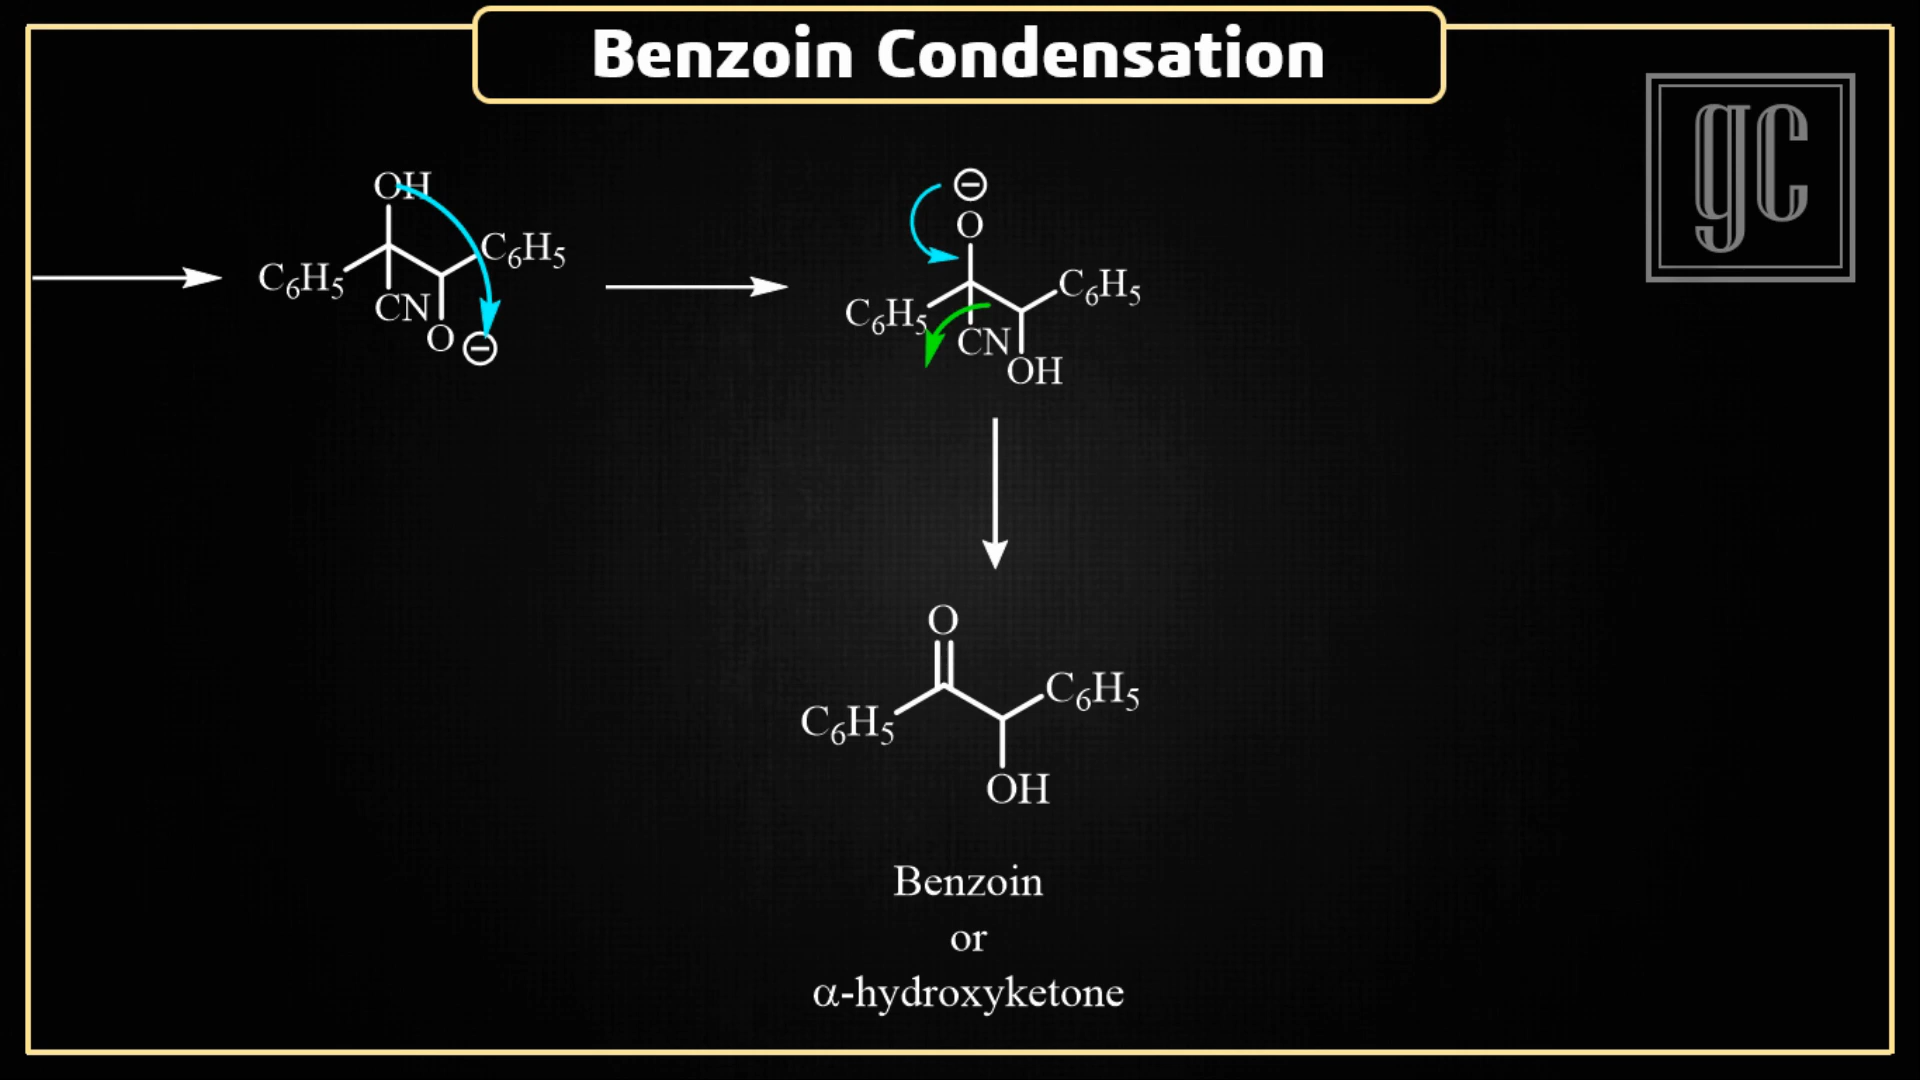 Benzoin Condensation
gc
OH
C₆H₅
C₆H₅
CN
O
⊖
⊖
O
C₆H₅
C₆H₅
CN
OH
O
C₆H₅
C₆H₅
OH
Benzoin
or
α-hydroxyketone